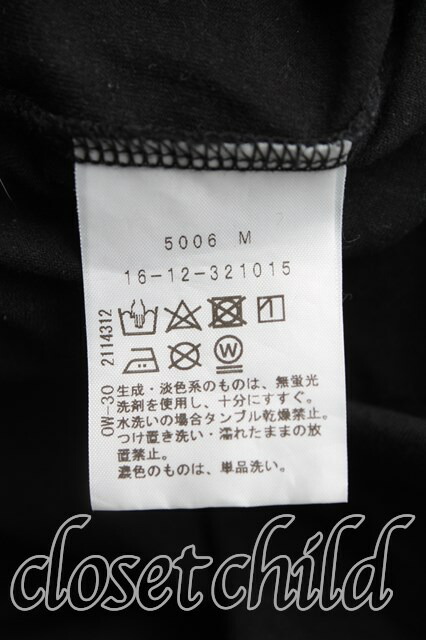 5006 M
16-12-321015
W
OW-30 2114312
生成・淡色系のものは、無蛍光
洗剤を使用し、十分にすすぐ。
水洗いの場合タンブル乾燥禁止。
つけ置き洗い・濡れたままの放
置禁止。
濃色のものは、単品洗い。
closet child